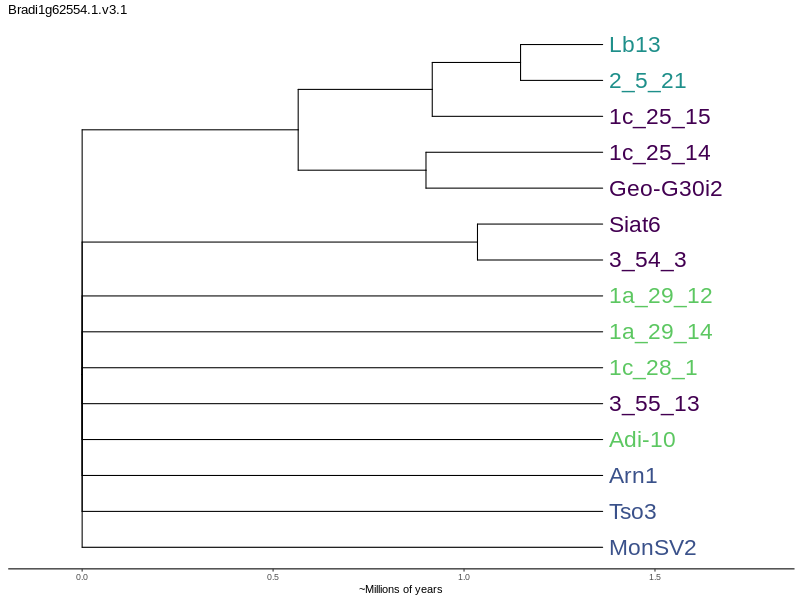 Bradi1g62554.1.v3.1
Lb13
2_5_21
1c_25_15
1c_25_14
Geo-G30i2
Siat6
3_54_3
1a_29_12
1a_29_14
1c_28_1
3_55_13
Adi-10
Arn1
Tso3
MonSV2
0.0 0.5 1.0 1.5
~Millions of years